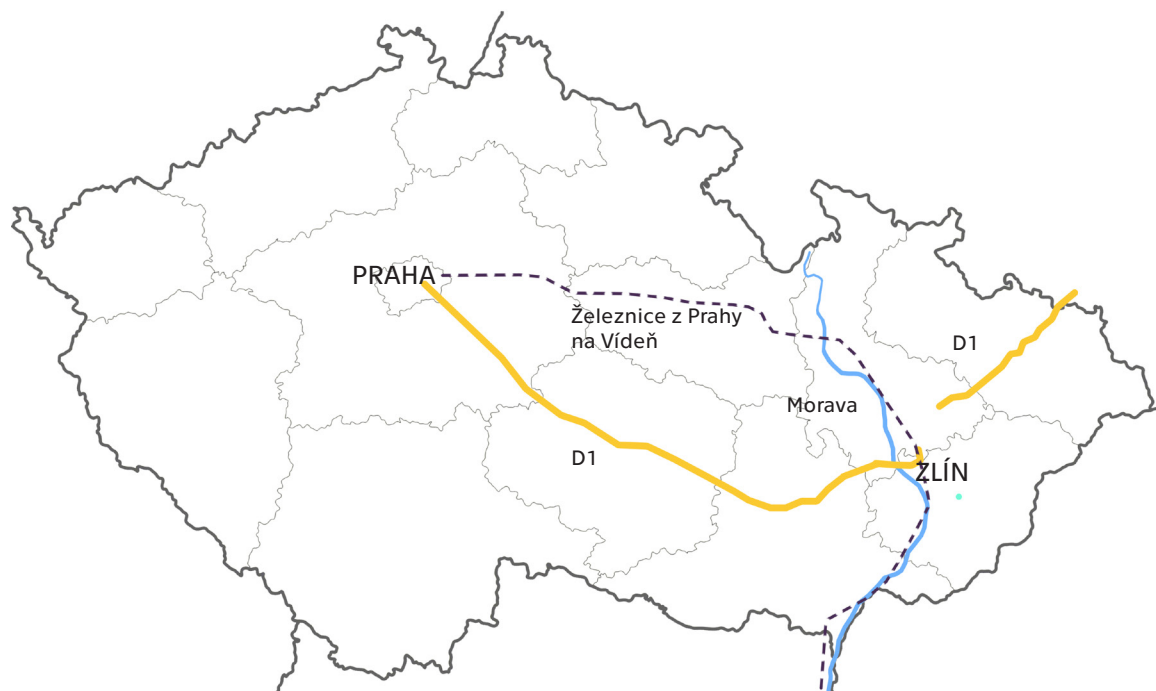 PRAHA
Železnice z Prahy
na Vídeň
D1
Morava
D1
ZLÍN